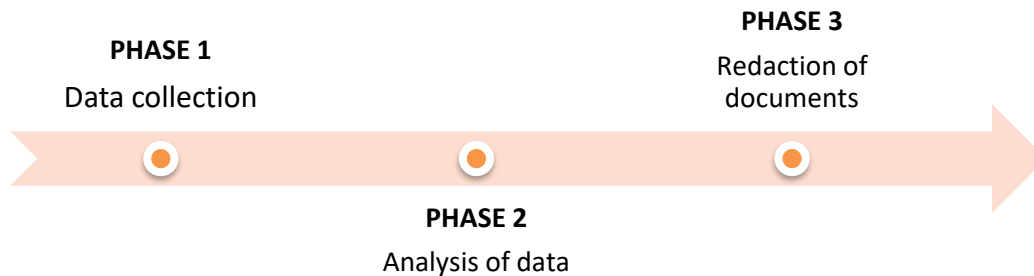 PHASE 1
Data collection
PHASE 2
Analysis of data
PHASE 3
Redaction of
documents